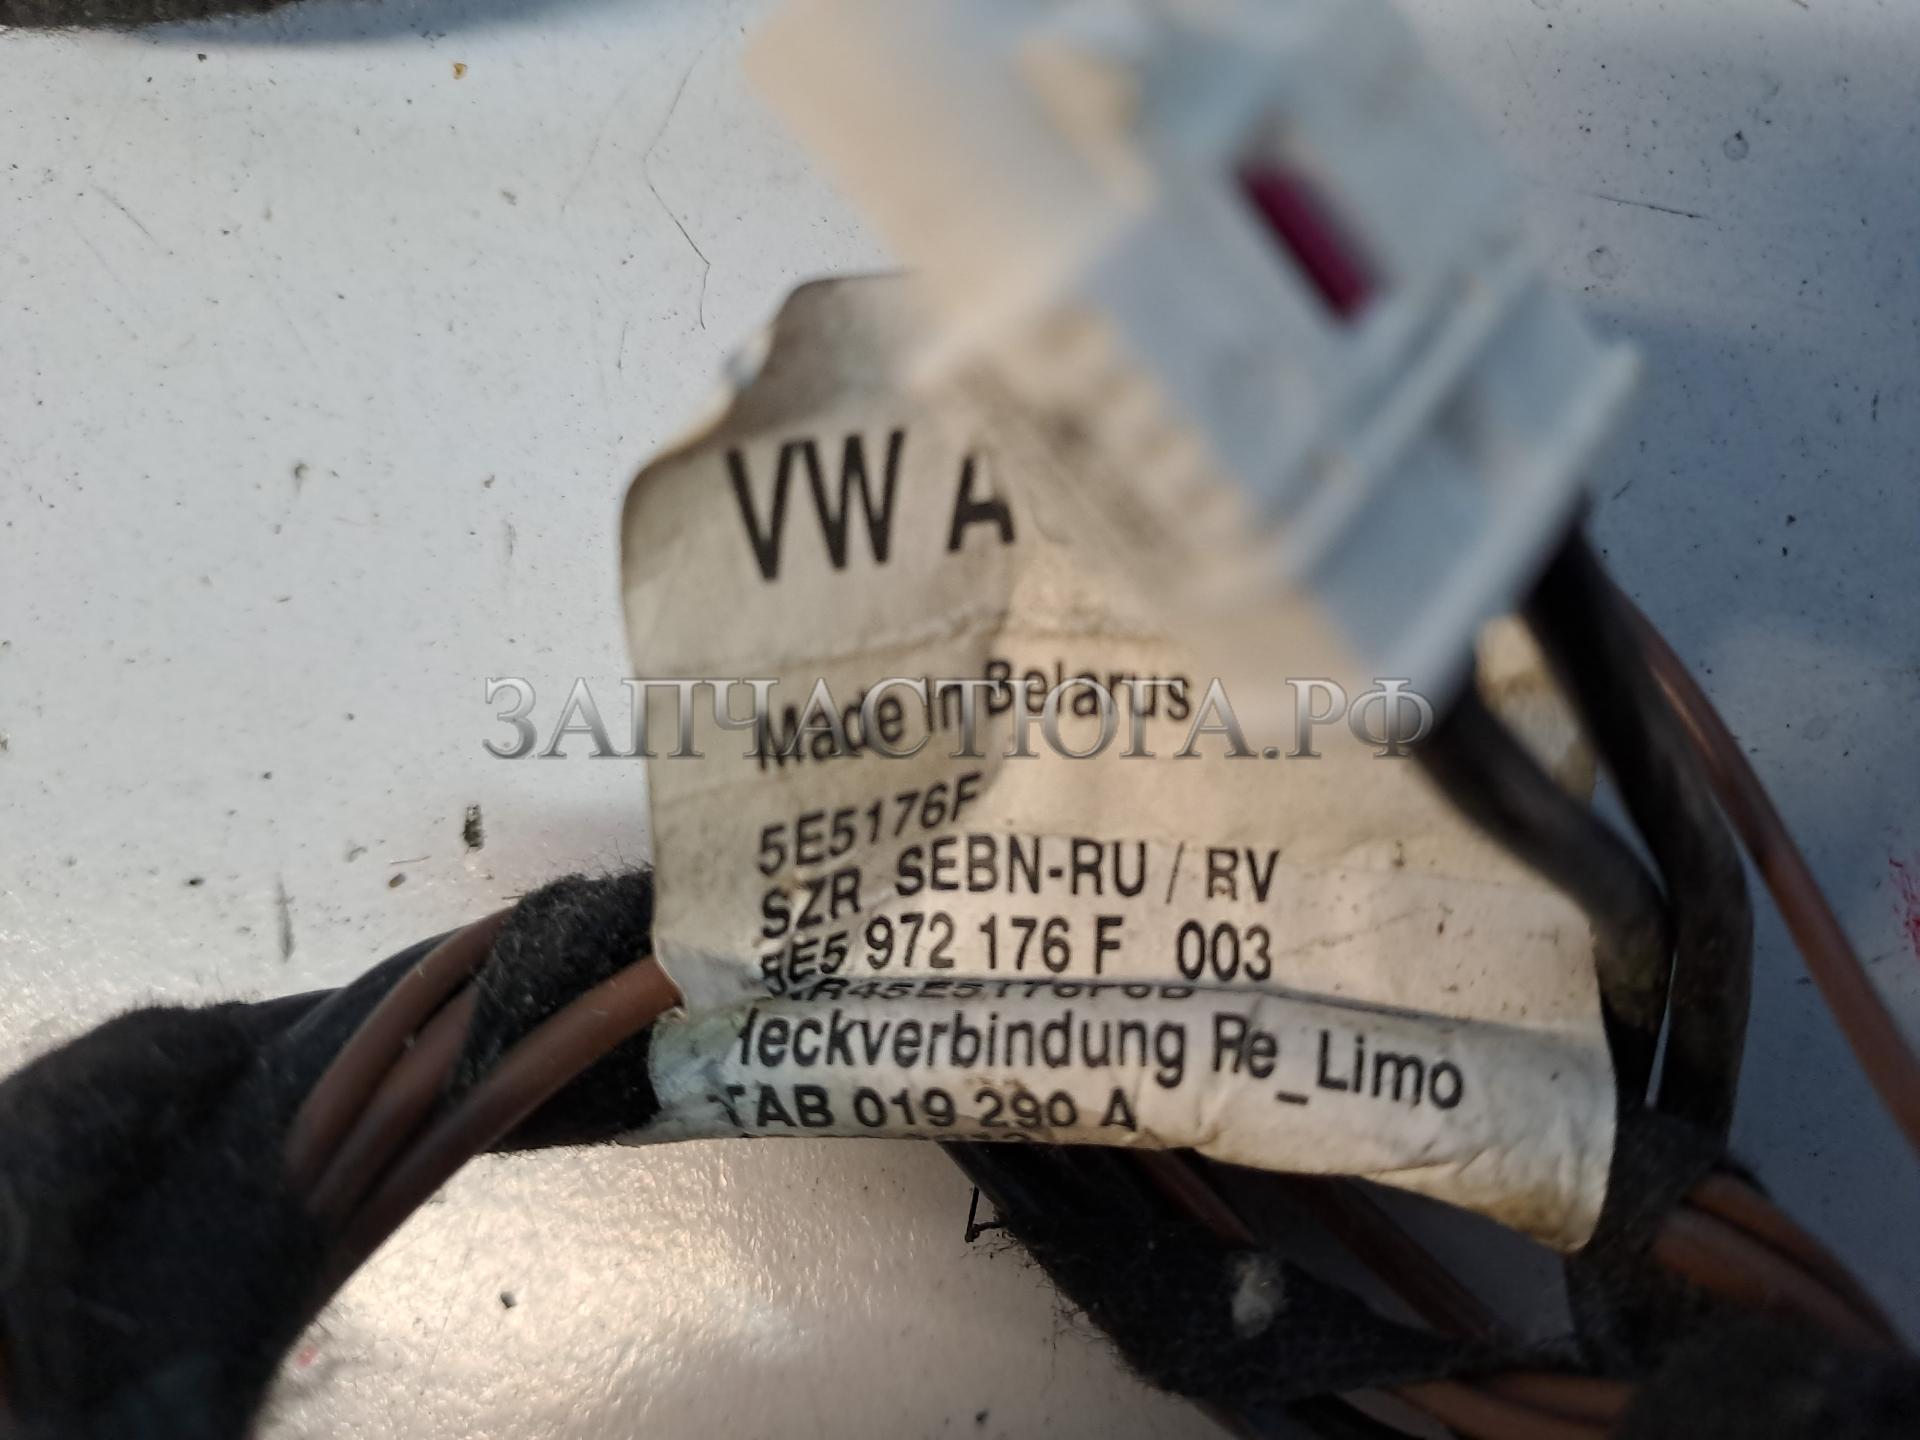 VW A
Made in Belarus
ЗАПЧАСТЮГА.РФ
5E5176F
SZR SEBN-RU / RV
5E5 972 176 F 003
Heckverbindung Re_Limo
TAB 019 290 A